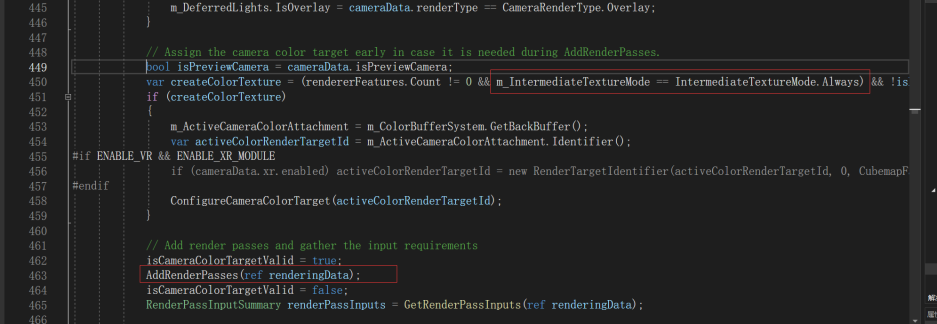 445 m_DeferredLights.IsOverlay = cameraData.renderType == CameraRenderType.Overlay;
446 }
447
448 // Assign the camera color target early in case it is needed during AddRenderPasses.
449 bool isPreviewCamera = cameraData.isPreviewCamera;
450 var createColorTexture = (rendererFeatures.Count != 0 && m_IntermediateTextureMode == IntermediateTextureMode.Always) && !is
451 if (createColorTexture)
452 {
453 m_ActiveCameraColorAttachment = m_ColorBufferSystem.GetBackBuffer();
454 var activeColorRenderTargetId = m_ActiveCameraColorAttachment.Identifier();
455 #if ENABLE_VR && ENABLE_XR_MODULE
456 if (cameraData.xr.enabled) activeColorRenderTargetId = new RenderTargetIdentifier(activeColorRenderTargetId, 0, CubemapF
457 #endif
458 ConfigureCameraColorTarget(activeColorRenderTargetId);
459 }
460
461 // Add render passes and gather the input requirements
462 isCameraColorTargetValid = true;
463 AddRenderPasses(ref renderingData);
464 isCameraColorTargetValid = false;
465 RenderPassInputSummary renderPassInputs = GetRenderPassInputs(ref renderingData);
466